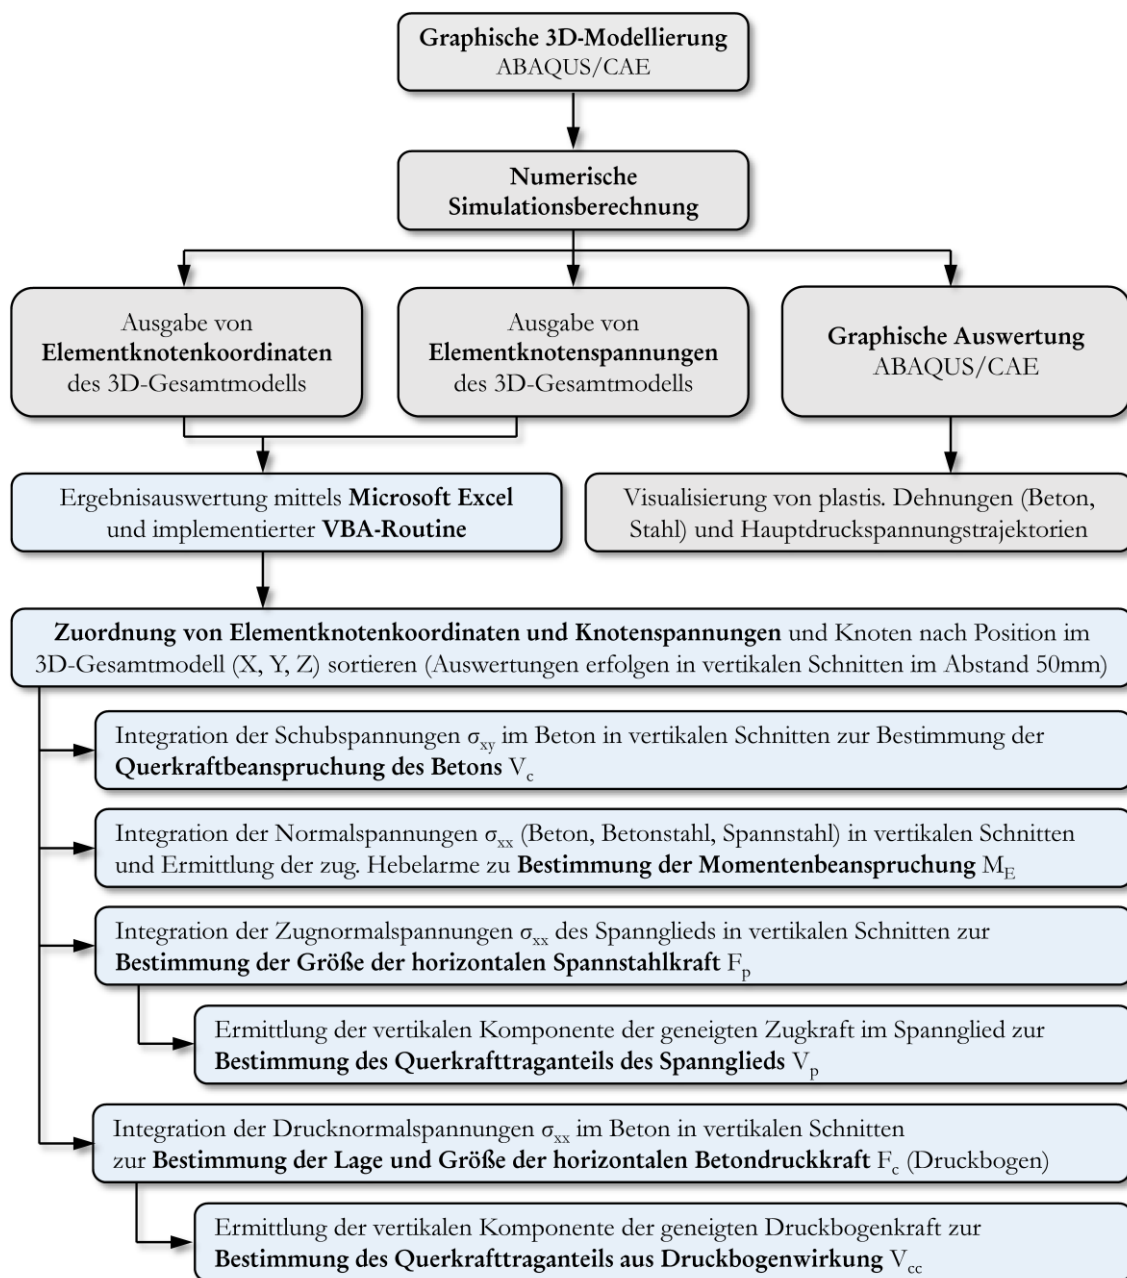 Graphische 3D-Modellierung
ABAQUS/CAE
Numerische
Simulationsberechnung
Ausgabe von
Elementknotenkoordinaten
des 3D-Gesamtmodells
Ausgabe von
Elementknotenspannungen
des 3D-Gesamtmodells
Graphische Auswertung
ABAQUS/CAE
Ergebnisauswertung mittels Microsoft Excel
und implementierter VBA-Routine
Visualisierung von plastis. Dehnungen (Beton,
Stahl) und Hauptdruckspannungstrajektorien
Zuordnung von Elementknotenkoordinaten und Knotenspannungen und Knoten nach Position im
3D-Gesamtmodell (X, Y, Z) sortieren (Auswertungen erfolgen in vertikalen Schnitten im Abstand 50mm)
Integration der Schubspannungen σxy im Beton in vertikalen Schnitten zur Bestimmung der
Querkraftbeanspruchung des Betons Vc
Integration der Normalspannungen σxx (Beton, Betonstahl, Spannstahl) in vertikalen Schnitten
und Ermittlung der zug. Hebelarme zu Bestimmung der Momentenbeanspruchung ME
Integration der Zugnormalspannungen σxx des Spannglieds in vertikalen Schnitten zur
Bestimmung der Größe der horizontalen Spannstahlkraft Fp
Ermittlung der vertikalen Komponente der geneigten Zugkraft im Spannglied zur
Bestimmung des Querkrafttraganteils des Spannglieds Vp
Integration der Drucknormalspannungen σxx im Beton in vertikalen Schnitten
zur Bestimmung der Lage und Größe der horizontalen Betondruckkraft Fc (Druckbogen)
Ermittlung der vertikalen Komponente der geneigten Druckbogenkraft zur
Bestimmung des Querkrafttraganteils aus Druckbogenwirkung Vcc